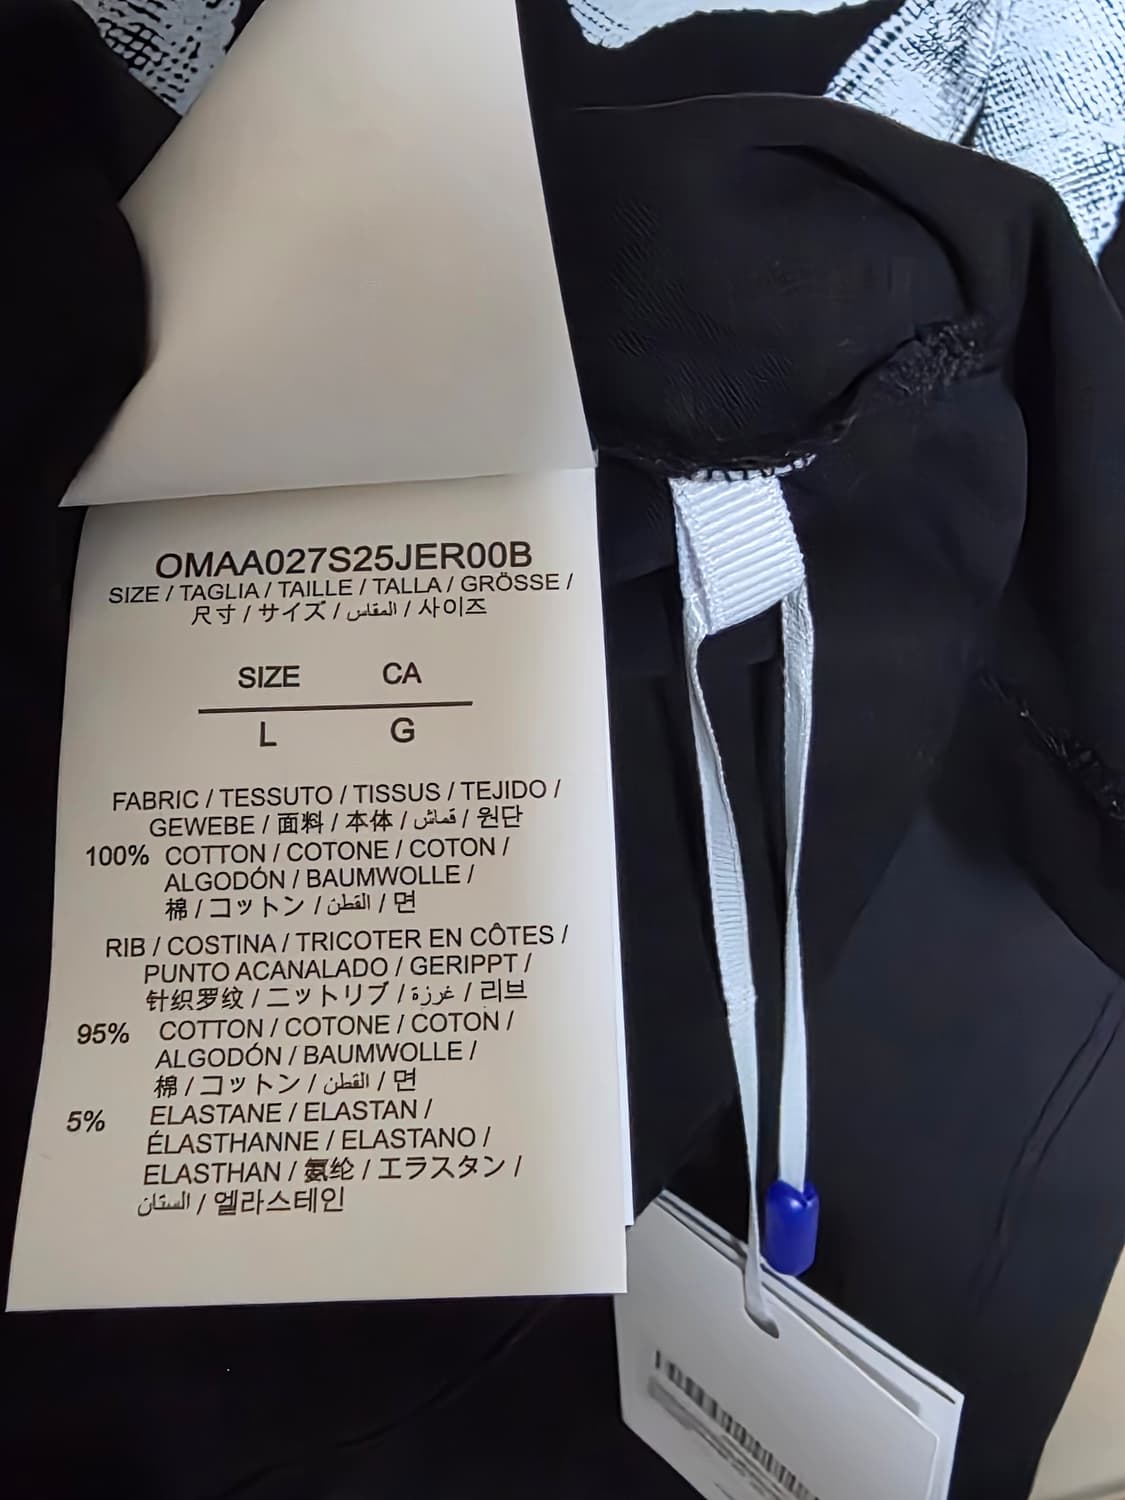 OMAA027S25JER00B
SIZE / TAGLIA / TAILLE / TALLA / GRÖSSE /
尺寸 / サイズ / المقاس / 사이즈
SIZE CA
L G
FABRIC / TESSUTO / TISSUS / TEJIDO /
GEWEBE / 面料 / 本体 / قماش / 원단
100% COTTON / COTONE / COTON /
ALGODÓN / BAUMWOLLE /
棉 / コットン / القطن / 면
RIB / COSTINA / TRICOTER EN CÔTES /
PUNTO ACANALADO / GERIPPT /
针织罗纹 / ニットリブ / غرزة / 리브
95% COTTON / COTONE / COTON /
ALGODÓN / BAUMWOLLE /
棉 / コットン / القطن / 면
5% ELASTANE / ELASTAN /
ÉLASTHANNE / ELASTANO /
ELASTHAN / 氨纶 / エラスタン /
/ 엘라스테인